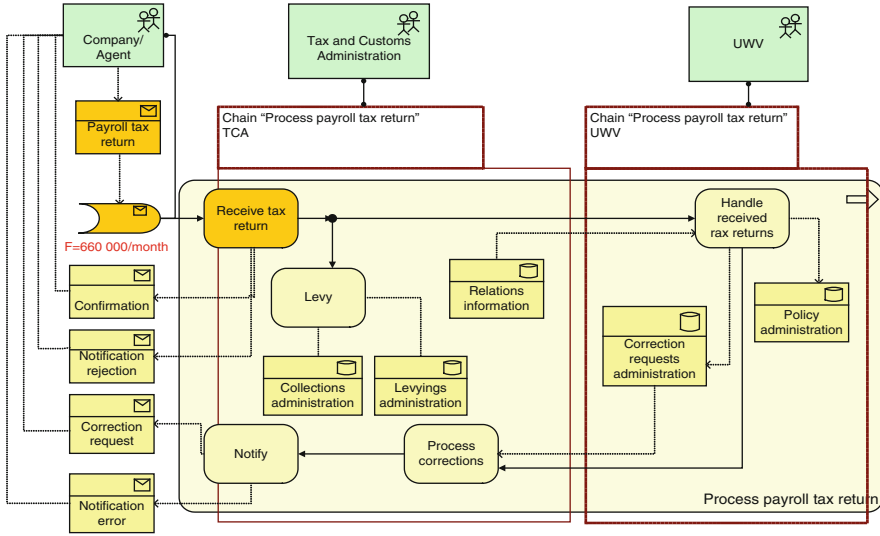 Company/
Agent
Tax and Customs
Administration
UWV
Payroll tax
return
Chain “Process payroll tax return”
TCA
Chain “Process payroll tax return”
UWV
F=660 000/month
Receive tax
return
Handle
received
rax returns
Confirmation
Levy
Relations
information
Policy
administration
Notification
rejection
Collections
administration
Levyings
administration
Correction
requests
administration
Correction
request
Notify
Process
corrections
Notification
error
Process payroll tax return